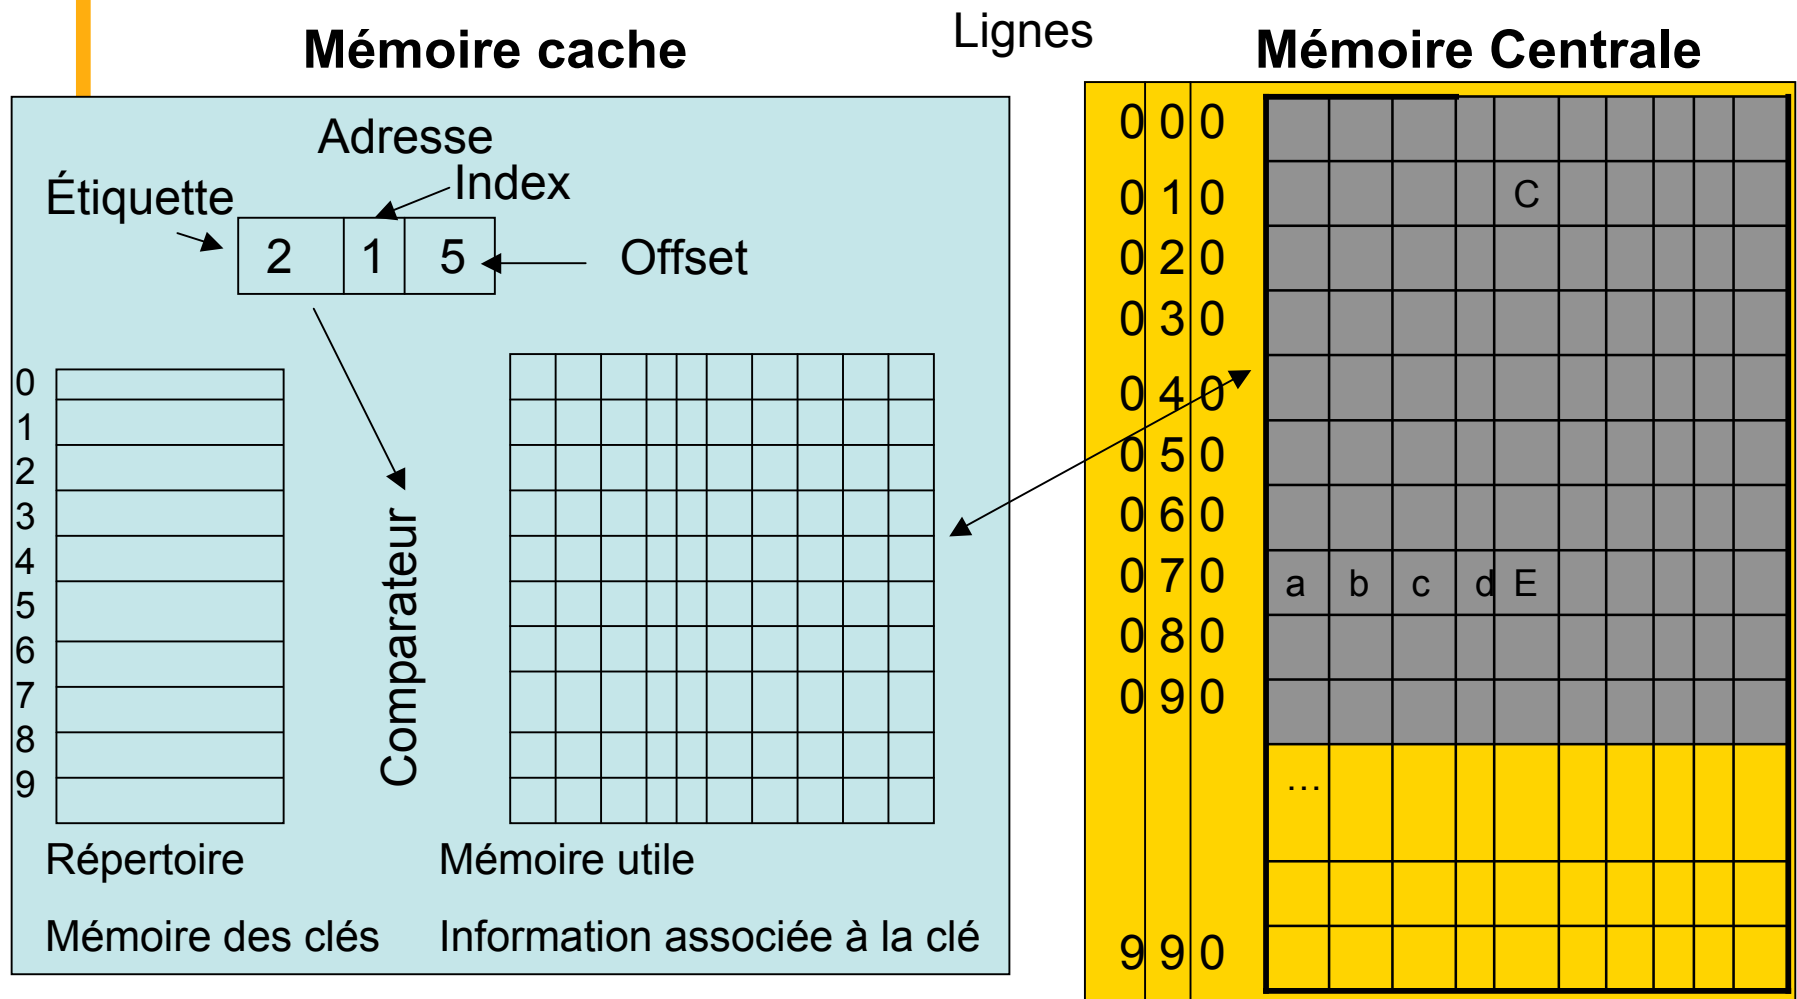 Mémoire cache
Lignes
Mémoire Centrale
Adresse
Étiquette
Index
2 1 5
Offset
0
1
2
3
4
5
6
7
8
9
Comparateur
Répertoire
Mémoire utile
Mémoire des clés
Information associée à la clé
0 0 0
0 1 0
C
0 2 0
0 3 0
0 4 0
0 5 0
0 6 0
0 7 0
a b c d E
0 8 0
0 9 0
…
9 9 0